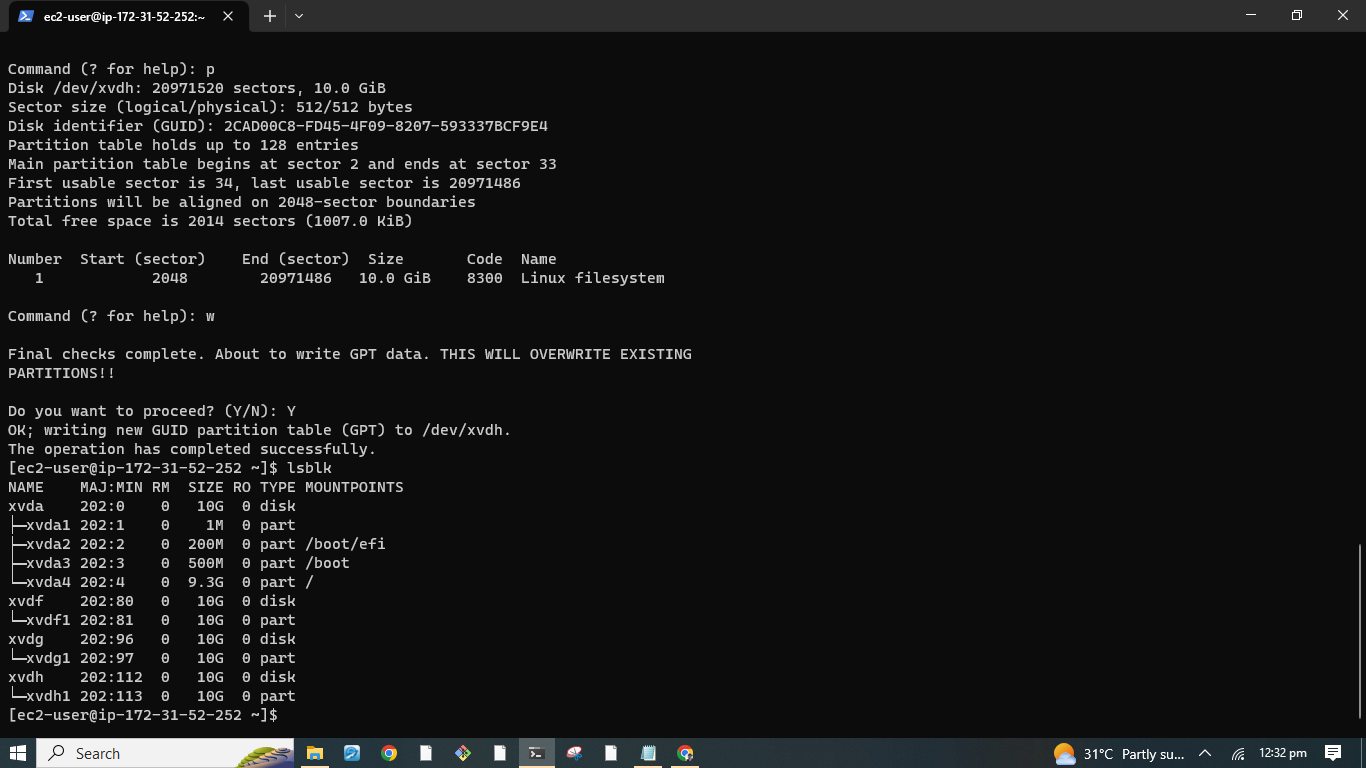 ec2-user@ip-172-31-52-252:~
Command (? for help): p
Disk /dev/xvdh: 20971520 sectors, 10.0 GiB
Sector size (logical/physical): 512/512 bytes
Disk identifier (GUID): 2CAD00C8-FD45-4F09-8207-593337BCF9E4
Partition table holds up to 128 entries
Main partition table begins at sector 2 and ends at sector 33
First usable sector is 34, last usable sector is 20971486
Partitions will be aligned on 2048-sector boundaries
Total free space is 2014 sectors (1007.0 KiB)
Number  Start (sector)    End (sector)  Size       Code  Name
   1            2048        20971486   10.0 GiB    8300  Linux filesystem
Command (? for help): w
Final checks complete. About to write GPT data. THIS WILL OVERWRITE EXISTING
PARTITIONS!!
Do you want to proceed? (Y/N): Y
OK; writing new GUID partition table (GPT) to /dev/xvdh.
The operation has completed successfully.
[ec2-user@ip-172-31-52-252 ~]$ lsblk
NAME    MAJ:MIN RM  SIZE RO TYPE MOUNTPOINTS
xvda    202:0    0   10G  0 disk
├─xvda1 202:1    0    1M  0 part
├─xvda2 202:2    0  200M  0 part /boot/efi
├─xvda3 202:3    0  500M  0 part /boot
└─xvda4 202:4    0  9.3G  0 part /
xvdf    202:80   0   10G  0 disk
└─xvdf1 202:81   0   10G  0 part
xvdg    202:96   0   10G  0 disk
└─xvdg1 202:97   0   10G  0 part
xvdh    202:112  0   10G  0 disk
└─xvdh1 202:113  0   10G  0 part
[ec2-user@ip-172-31-52-252 ~]$
Search
31°C Partly su... 12:32 pm